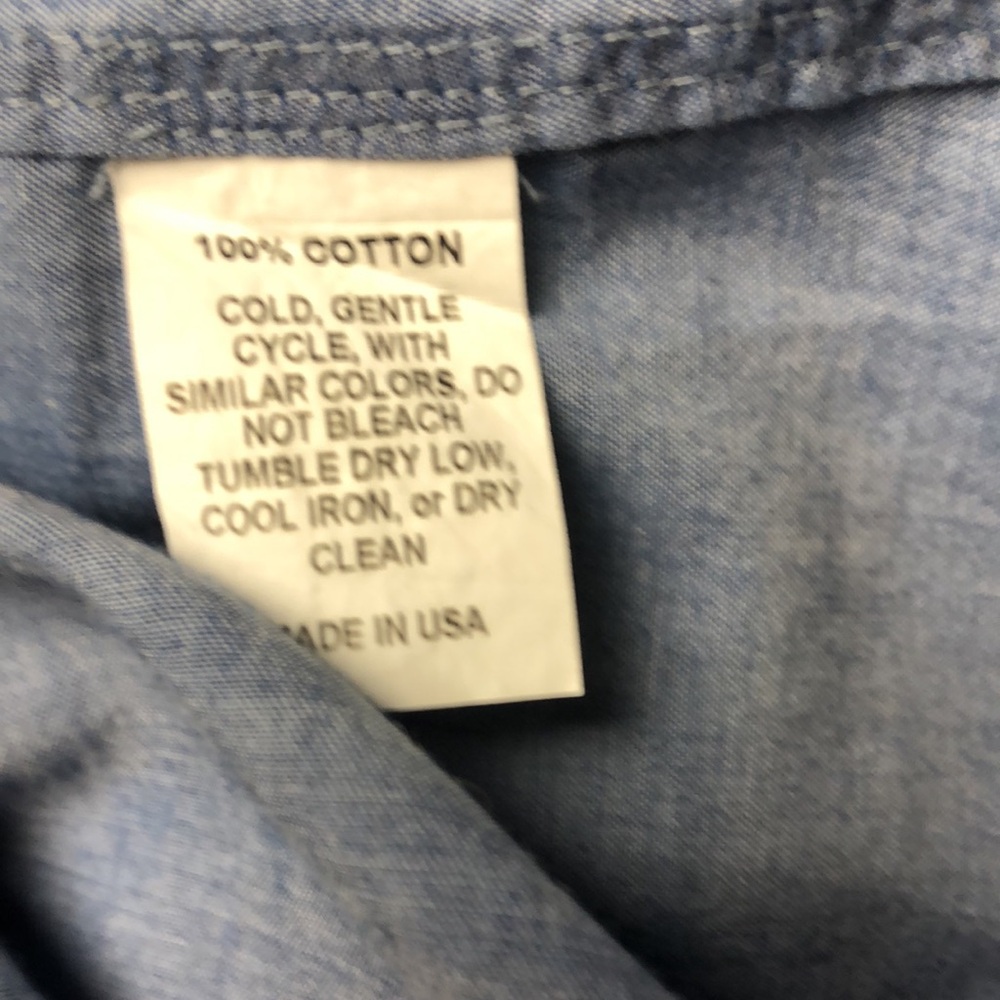 100% COTTON
COLD, GENTLE
CYCLE, WITH
SIMILAR COLORS, DO
NOT BLEACH
TUMBLE DRY LOW,
COOL IRON, or DRY
CLEAN
MADE IN USA